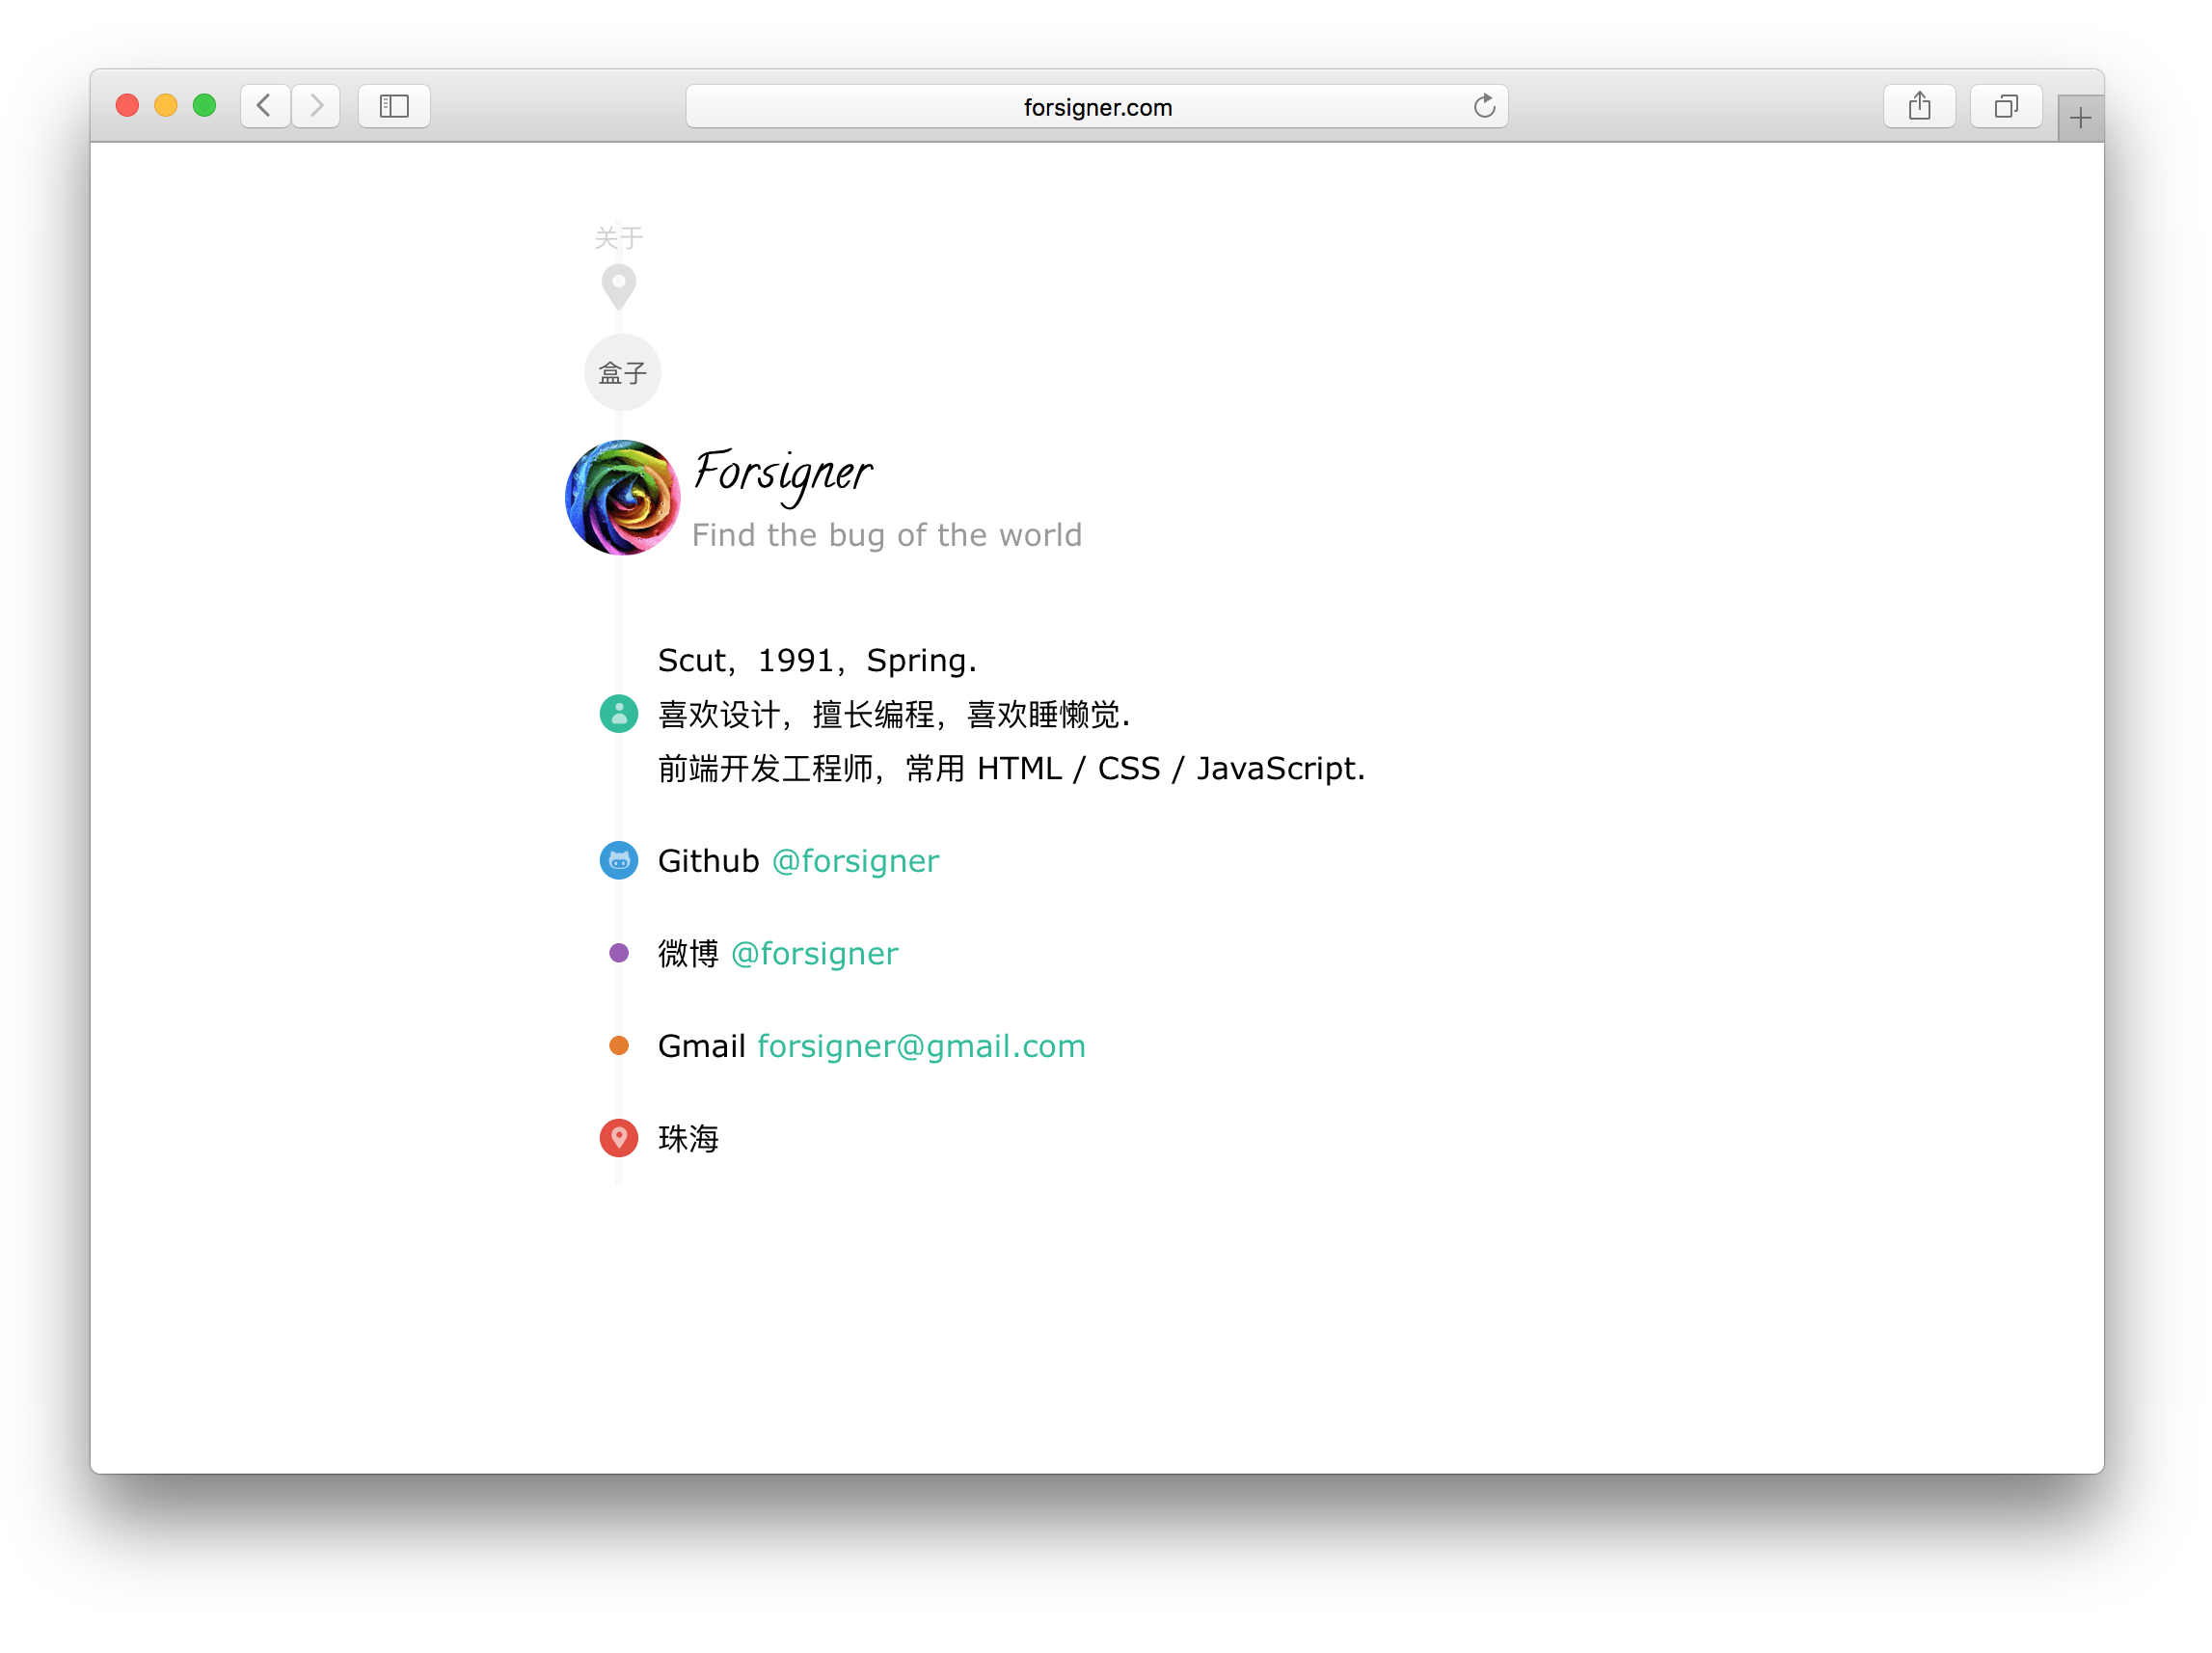 forsigner.com
关于
盒子
Forsigner
Find the bug of the world
Scut，1991，Spring.
喜欢设计，擅长编程，喜欢睡懒觉.
前端开发工程师，常用 HTML / CSS / JavaScript.
Github @forsigner
微博 @forsigner
Gmail forsigner@gmail.com
珠海